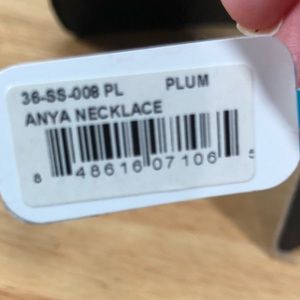 36-SS-008 PL PLUM
ANYA NECKLACE
8 48616 07106 5